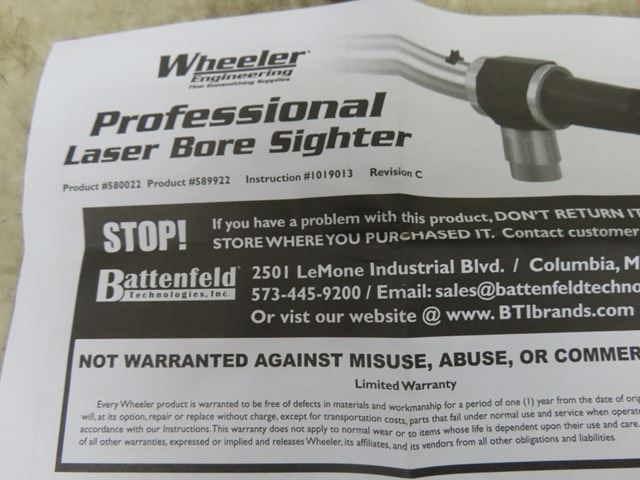 Wheeler
Engineering
Fine Gunsmithing Supplies
Professional
Laser Bore Sighter
Product #580022 Product #589922 Instruction #1019013 Revision C
STOP!
If you have a problem with this product, DON'T RETURN IT
STORE WHERE YOU PURCHASED IT. Contact customer
Battenfeld
Technologies, Inc.
2501 LeMone Industrial Blvd. / Columbia, M
573-445-9200 / Email: sales@battenfeldtechno
Or vist our website @ www. BTIbrands.com
NOT WARRANTED AGAINST MISUSE, ABUSE, OR COMMER
Limited Warranty
Every Wheeler product is warranted to be free of defects in materials and workmanship for a period of one (1) year from the date of orig
will, at its option, repair or replace without charge, except for transportation costs, parts that fail under normal use and service when operat
accordance with our Instructions. This warranty does not apply to normal wear or to items whose life is dependent upon their use and care.
of all other warranties, expressed or implied and releases Wheeler, its affiliates, and its vendors from all other obligations and liabilities.